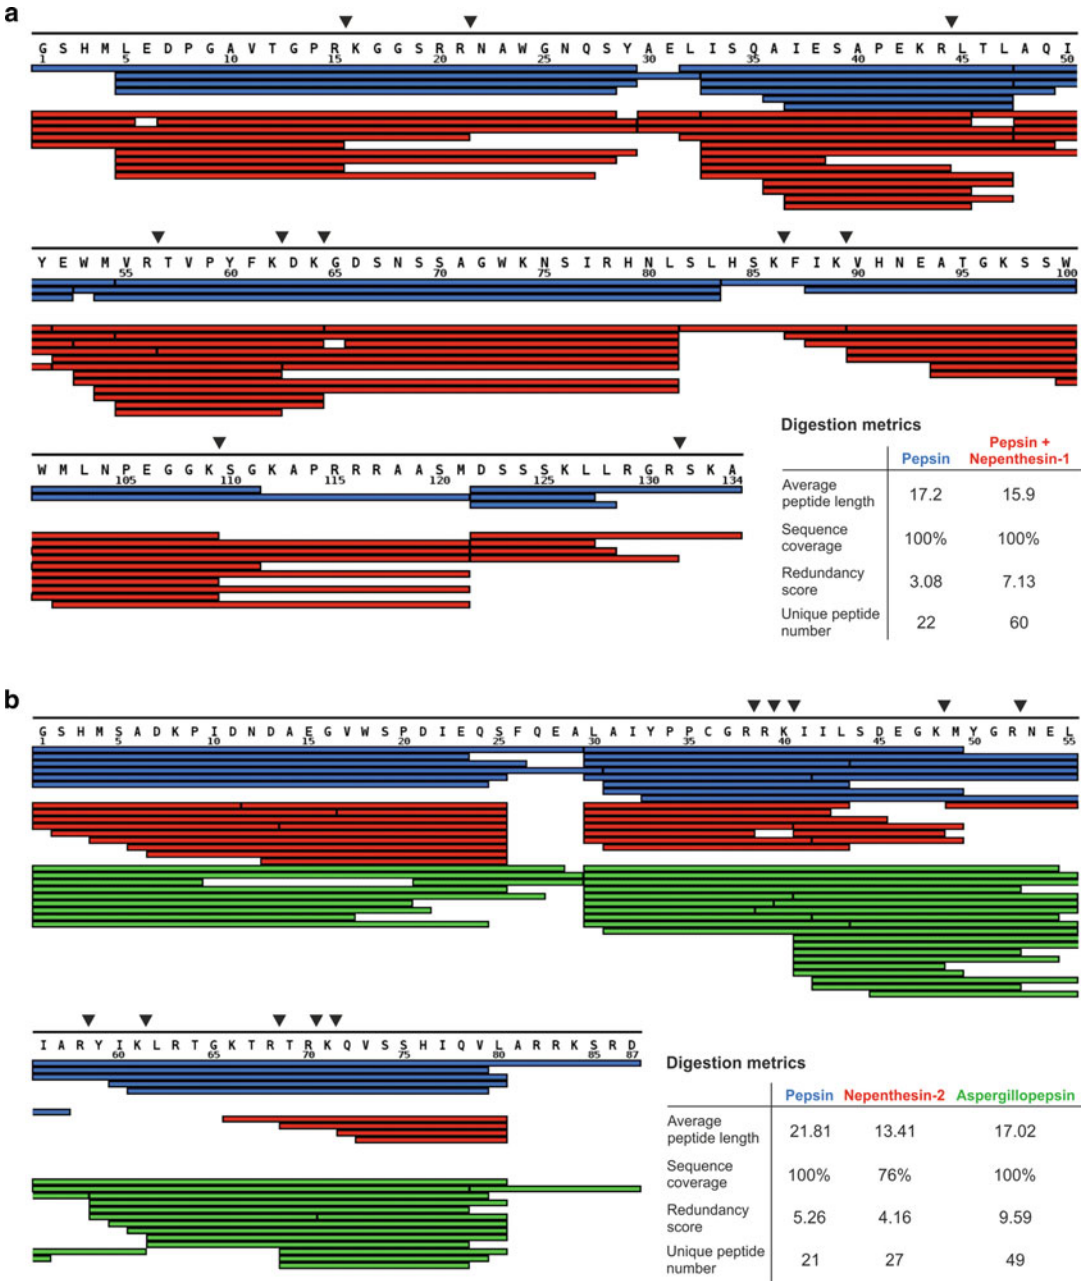 a
G S H M L E D P G A V T G P R K G G S R R N A W G N Q S Y A E L I S Q A I E S A P E K R L T L A Q I
1 5 10 15 20 25 30 35 40 45 50
Y E W M V R T V P Y F K D K G D S N S S A G W K N S I R H N L S L H S K F I K V H N E A T G K S S W
55 60 65 70 75 80 85 90 95 100
W M L N P E G G K S G K A P R R R A A S M D S S S K L L R G R S K A
105 110 115 120 125 130 134
Digestion metrics
Pepsin Pepsin + Nepenthesin-1
Average peptide length 17.2 15.9
Sequence coverage 100% 100%
Redundancy score 3.08 7.13
Unique peptide number 22 60
b
G S H M S A D K P I D N D A E G V W S P D I E Q S F Q E A L A I Y P P C G R R K I I L S D E G K M Y G R N E L
1 5 10 15 20 25 30 35 40 45 50 55
I A R Y I K L R T G K T R T R K Q V S S H I Q V L A R R K S R D
60 65 70 75 80 85 87
Digestion metrics
Pepsin Nepenthesin-2 Aspergillopepsin
Average peptide length 21.81 13.41 17.02
Sequence coverage 100% 76% 100%
Redundancy score 5.26 4.16 9.59
Unique peptide number 21 27 49